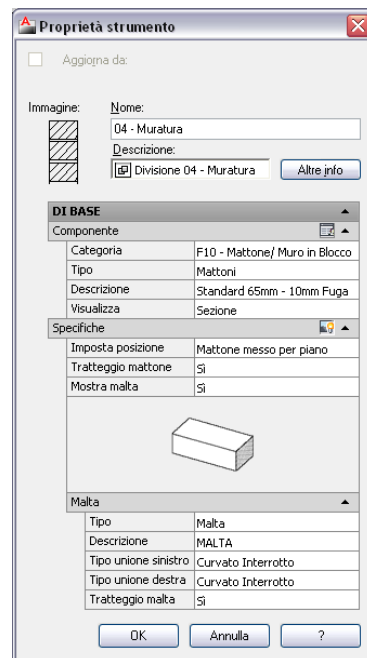 Proprietà strumento
Aggiorna da:
Immagine:
Nome:
04 - Muratura
Descrizione:
Divisione 04 - Muratura
Altre info
DI BASE
Componente
Categoria F10 - Mattone/ Muro in Blocco
Tipo Mattoni
Descrizione Standard 65mm - 10mm Fuga
Visualizza Sezione
Specifiche
Imposta posizione Mattone messo per piano
Tratteggio mattone Sì
Mostra malta Sì
Malta
Tipo Malta
Descrizione MALTA
Tipo unione sinistro Curvato Interrotto
Tipo unione destra Curvato Interrotto
Tratteggio malta Sì
OK Annulla ?